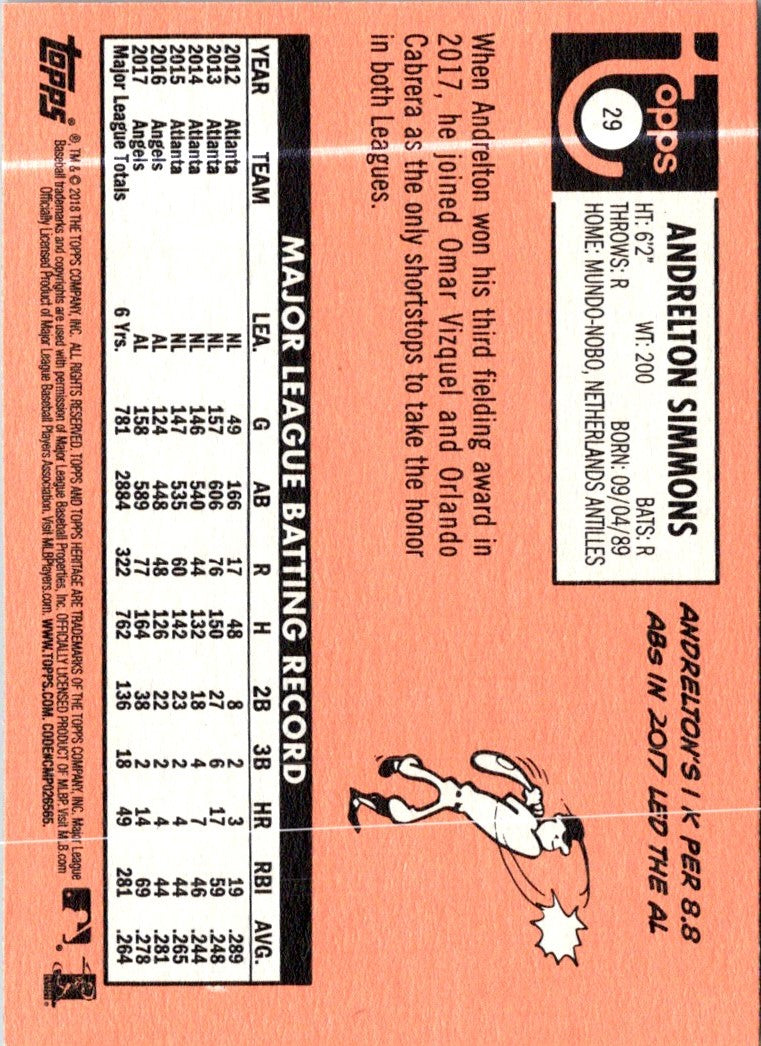 topps
29
ANDRELTON SIMMONS
HT: 6'2" WT: 200 BATS: R
THROWS: R BORN: 09/04/89
HOME: MUNDO-NOBO, NETHERLANDS ANTILLES
ANDRELTON'S 1 K PER 8.8
ABS IN 2017 LED THE AL
When Andrelton won his third fielding award in
2017, he joined Omar Vizquel and Orlando
Cabrera as the only shortstops to take the honor
in both Leagues.
MAJOR LEAGUE BATTING RECORD
YEAR TEAM LEA. G AB R H 2B 3B HR RBI AVG.
2012 Atlanta NL 49 166 17 48 8 2 3 19 .289
2013 Atlanta NL 157 606 76 150 27 6 17 59 .248
2014 Atlanta NL 146 540 44 132 18 4 7 46 .244
2015 Atlanta NL 147 535 60 142 23 2 4 44 .265
2016 Angels AL 124 448 48 126 22 2 4 44 .281
2017 Angels AL 158 589 77 164 38 2 14 69 .278
Major League Totals 6 Yrs. 781 2884 322 762 136 18 49 281 .264
topps®
®, TM & © 2018 THE TOPPS COMPANY, INC. ALL RIGHTS RESERVED. TOPPS AND TOPPS HERITAGE ARE TRADEMARKS OF THE TOPPS COMPANY, INC. Major League
Baseball trademarks and copyrights are used with permission of Major League Baseball Properties, Inc. OFFICIALLY LICENSED PRODUCT OF MLBP. Visit MLB.com
Officially Licensed Product of Major League Baseball Players Association. Visit MLBPlayers.com. WWW.TOPPS.COM. CODE#CMP026565.